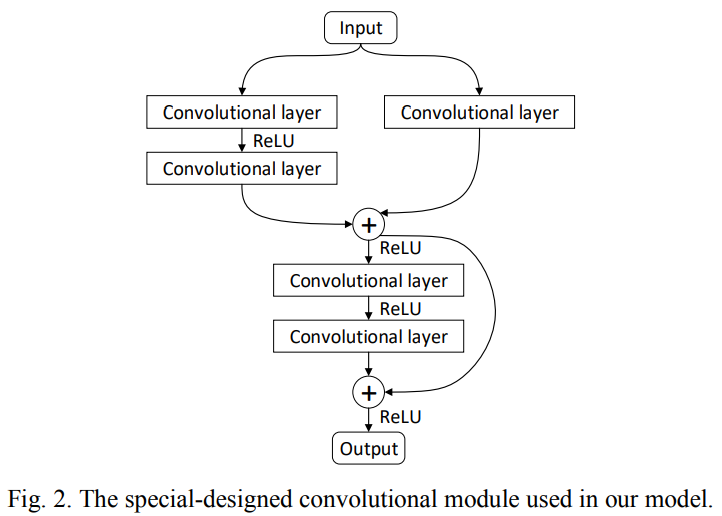 Input
Convolutional layer
Convolutional layer
ReLU
Convolutional layer
+
ReLU
Convolutional layer
ReLU
Convolutional layer
+
ReLU
Output
Fig. 2. The special-designed convolutional module used in our model.